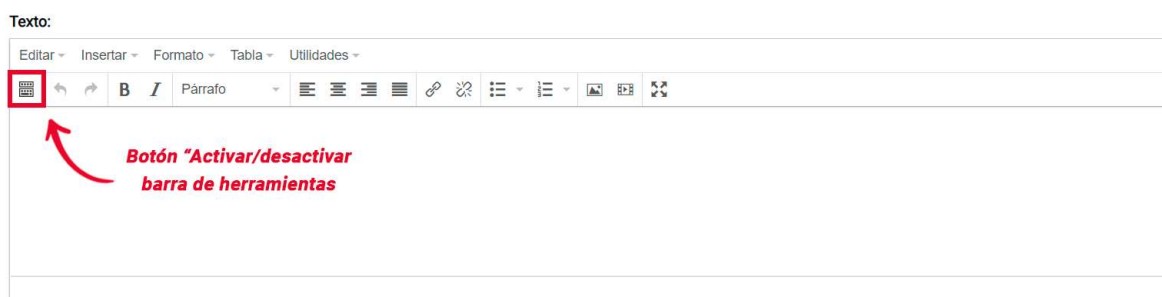 Texto:
Editar Insertar Formato Tabla Utilidades
B I Párrafo
Botón “Activar/desactivar
barra de herramientas